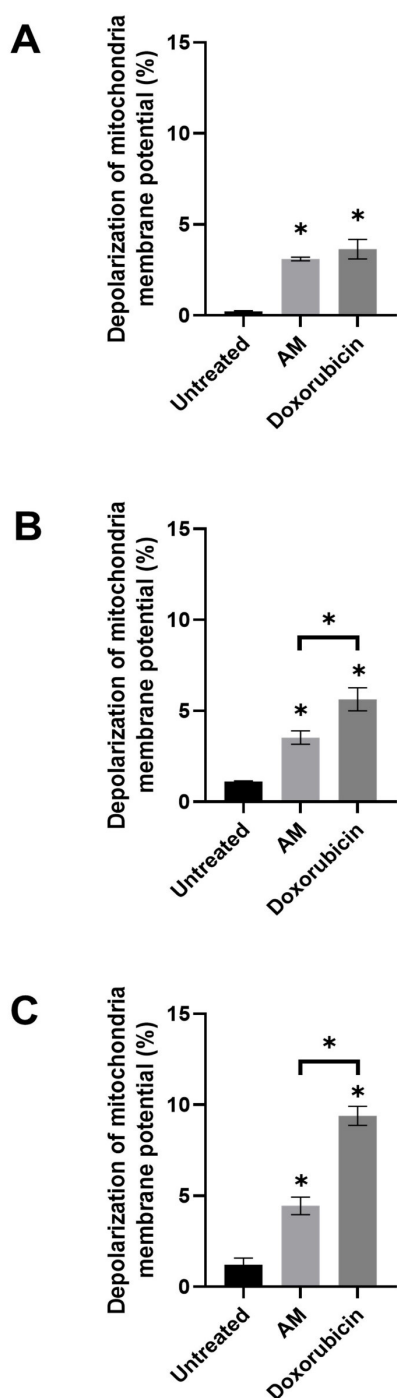 A
Depolarization of mitochondria
membrane potential (%)
15
10
5
0
*
*
Untreated
AM
Doxorubicin
B
Depolarization of mitochondria
membrane potential (%)
15
10
5
0
*
*
*
Untreated
AM
Doxorubicin
C
Depolarization of mitochondria
membrane potential (%)
15
10
5
0
*
*
*
Untreated
AM
Doxorubicin